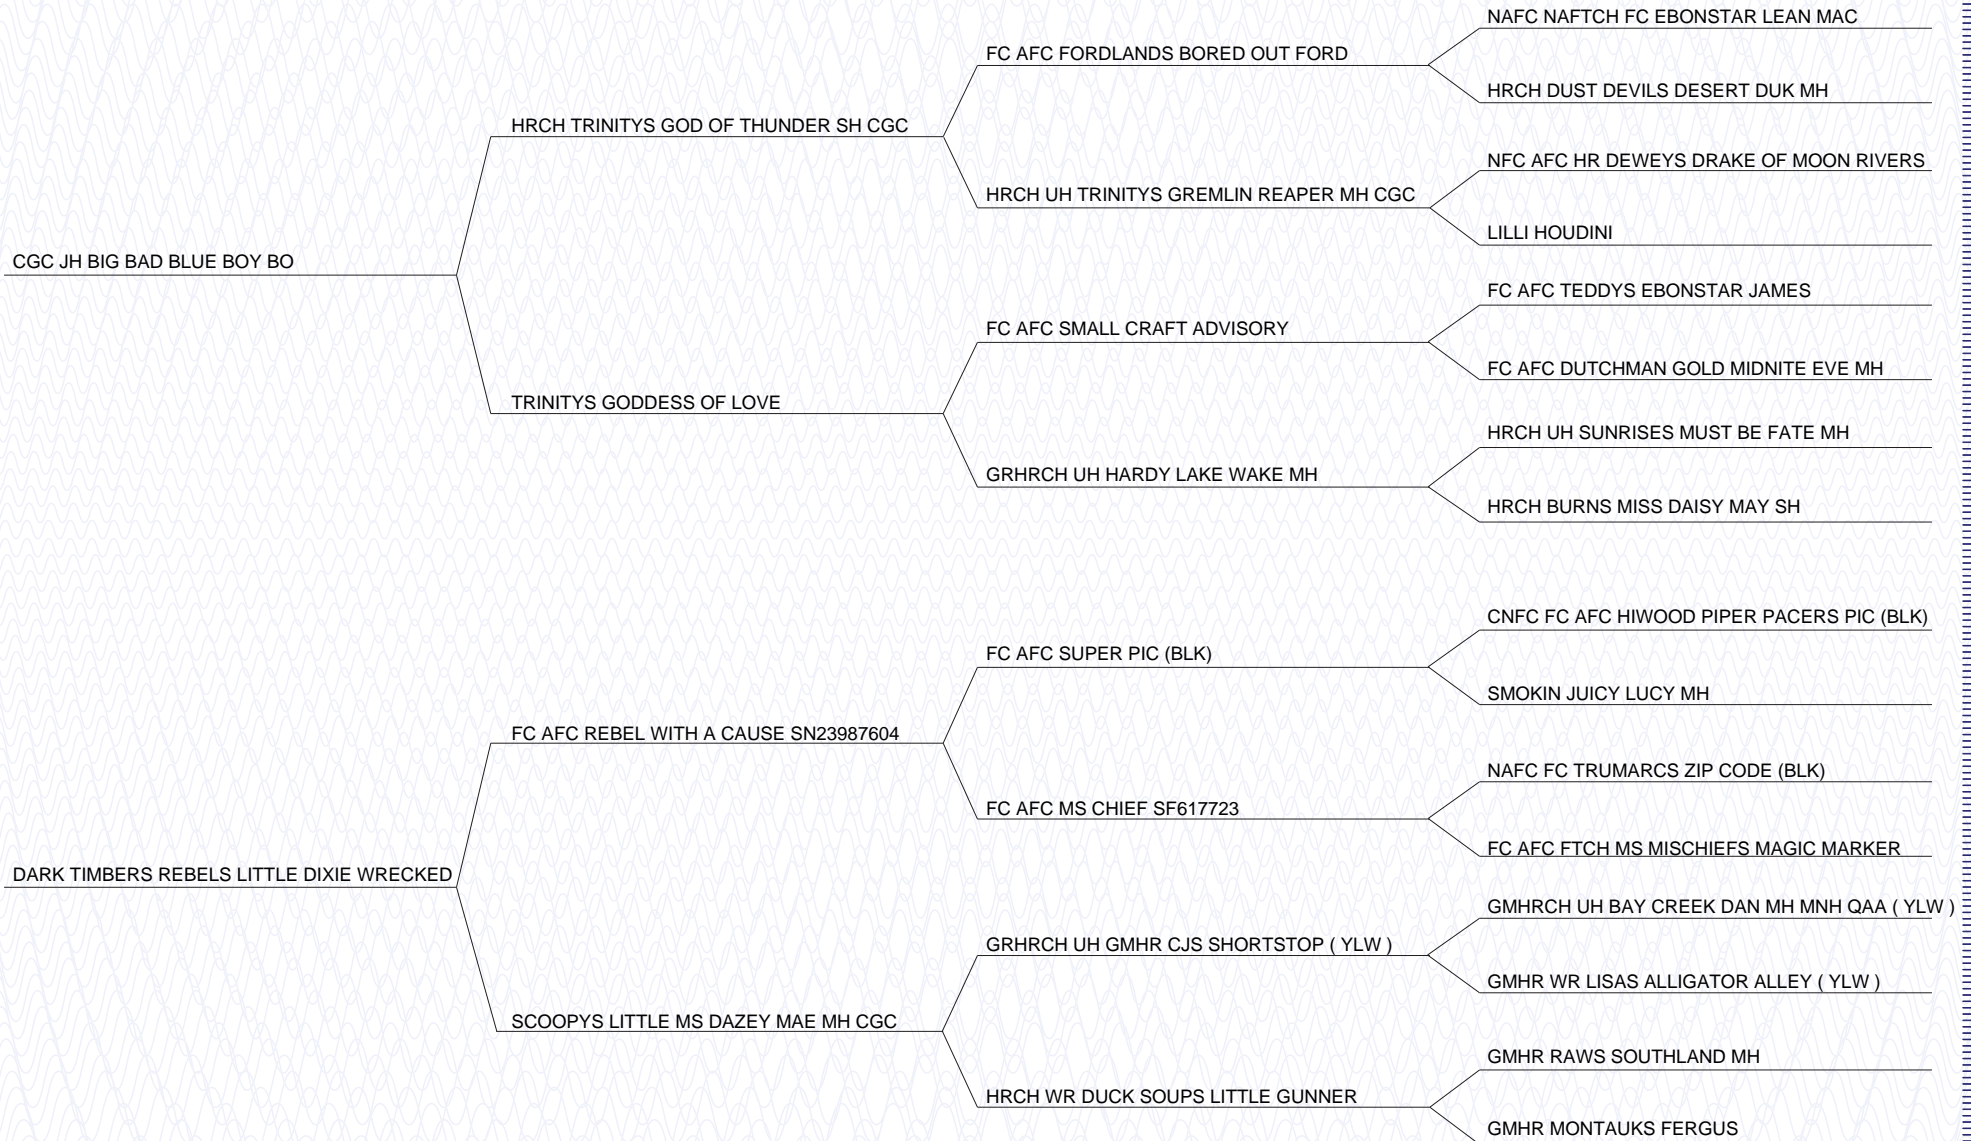 NAFC NAFTCH FC EBONSTAR LEAN MAC
FC AFC FORDLANDS BORED OUT FORD
HRCH DUST DEVILS DESERT DUK MH
HRCH TRINITYS GOD OF THUNDER SH CGC
NFC AFC HR DEWEYS DRAKE OF MOON RIVERS
HRCH UH TRINITYS GREMLIN REAPER MH CGC
LILLI HOUDINI
CGC JH BIG BAD BLUE BOY BO
FC AFC TEDDYS EBONSTAR JAMES
FC AFC SMALL CRAFT ADVISORY
FC AFC DUTCHMAN GOLD MIDNITE EVE MH
TRINITYS GODDESS OF LOVE
HRCH UH SUNRISES MUST BE FATE MH
GRHRCH UH HARDY LAKE WAKE MH
HRCH BURNS MISS DAISY MAY SH
CNFC FC AFC HIWOOD PIPER PACERS PIC (BLK)
FC AFC SUPER PIC (BLK)
SMOKIN JUICY LUCY MH
FC AFC REBEL WITH A CAUSE SN23987604
NAFC FC TRUMARCS ZIP CODE (BLK)
FC AFC MS CHIEF SF617723
FC AFC FTCH MS MISCHIEFS MAGIC MARKER
DARK TIMBERS REBELS LITTLE DIXIE WRECKED
GMHRCH UH BAY CREEK DAN MH MNH QAA ( YLW )
GRHRCH UH GMHR CJS SHORTSTOP ( YLW )
GMHR WR LISAS ALLIGATOR ALLEY ( YLW )
SCOOPYS LITTLE MS DAZEY MAE MH CGC
GMHR RAWS SOUTHLAND MH
HRCH WR DUCK SOUPS LITTLE GUNNER
GMHR MONTAUKS FERGUS